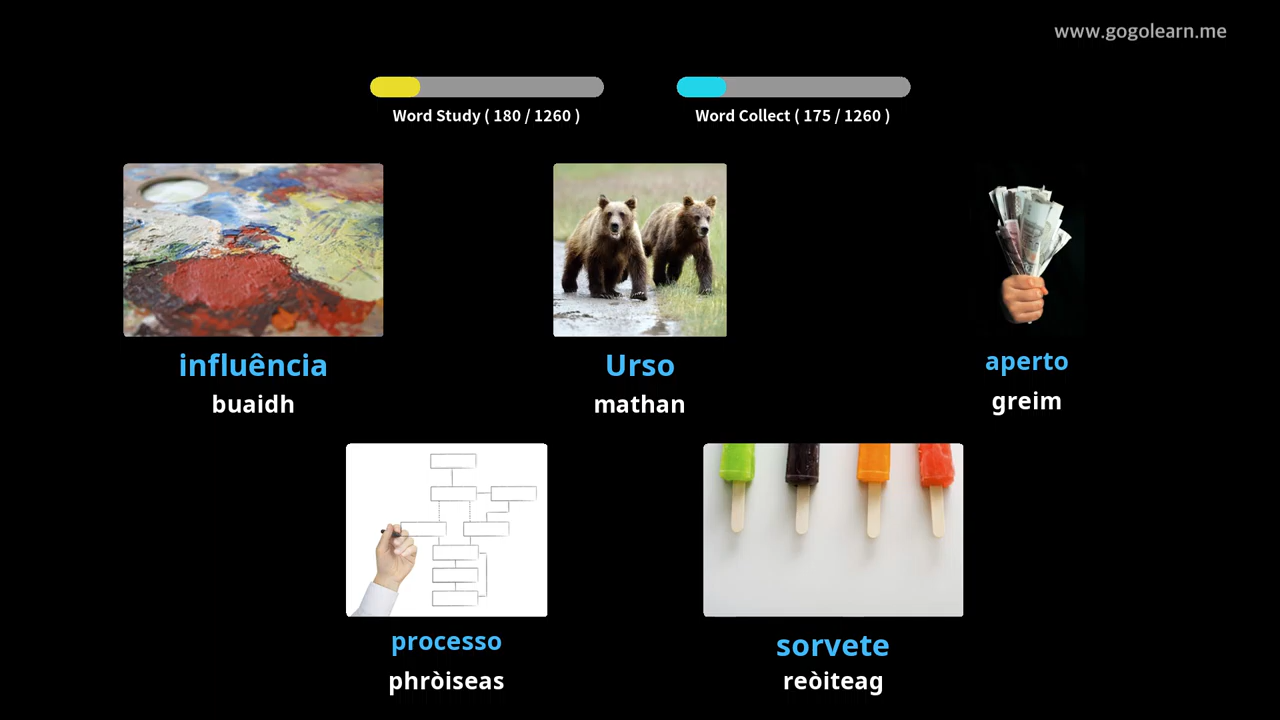 www.gogolearn.me
Word Study ( 180 / 1260 )
Word Collect ( 175 / 1260 )
influência
buaidh
Urso
mathan
aperto
greim
processo
phròiseas
sorvete
reòiteag